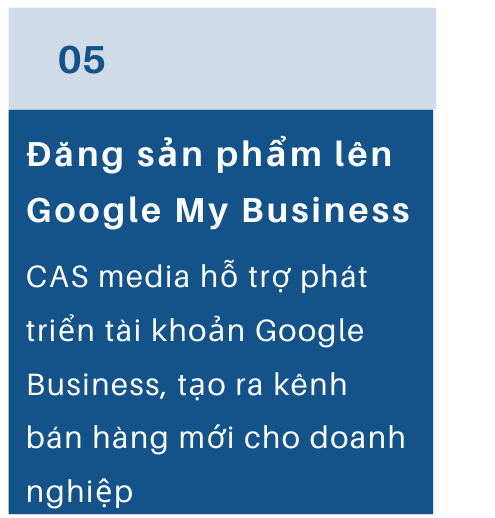 05
Đăng sản phẩm lên
Google My Business
CAS media hỗ trợ phát
triển tài khoản Google
Business, tạo ra kênh
bán hàng mới cho doanh
nghiệp